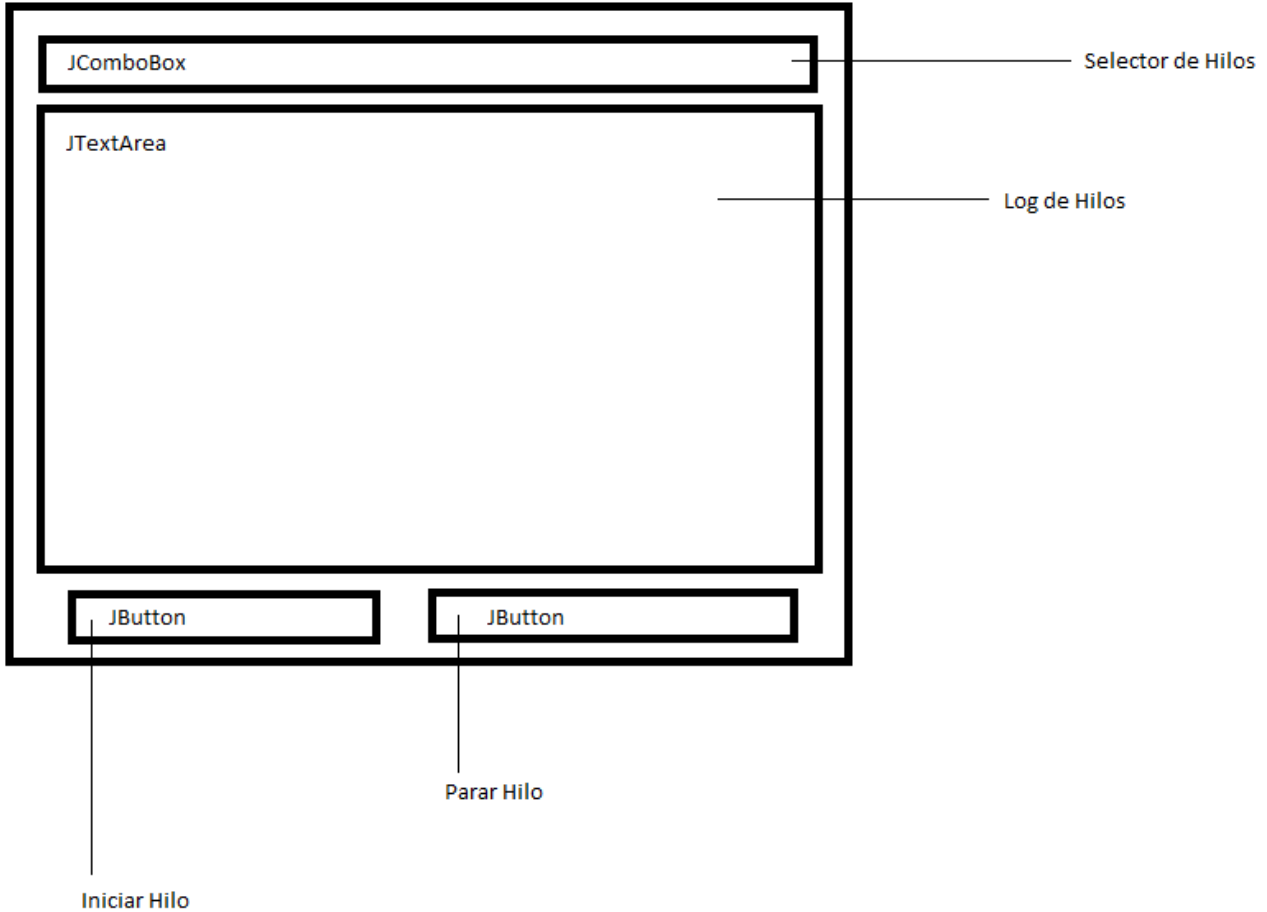 JComboBox
Selector de Hilos
JTextArea
Log de Hilos
JButton
JButton
Parar Hilo
Iniciar Hilo